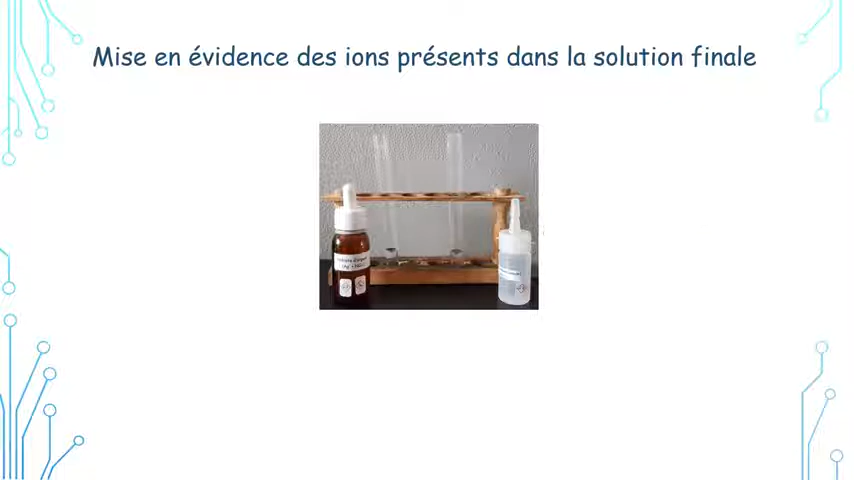 Mise en évidence des ions présents dans la solution finale